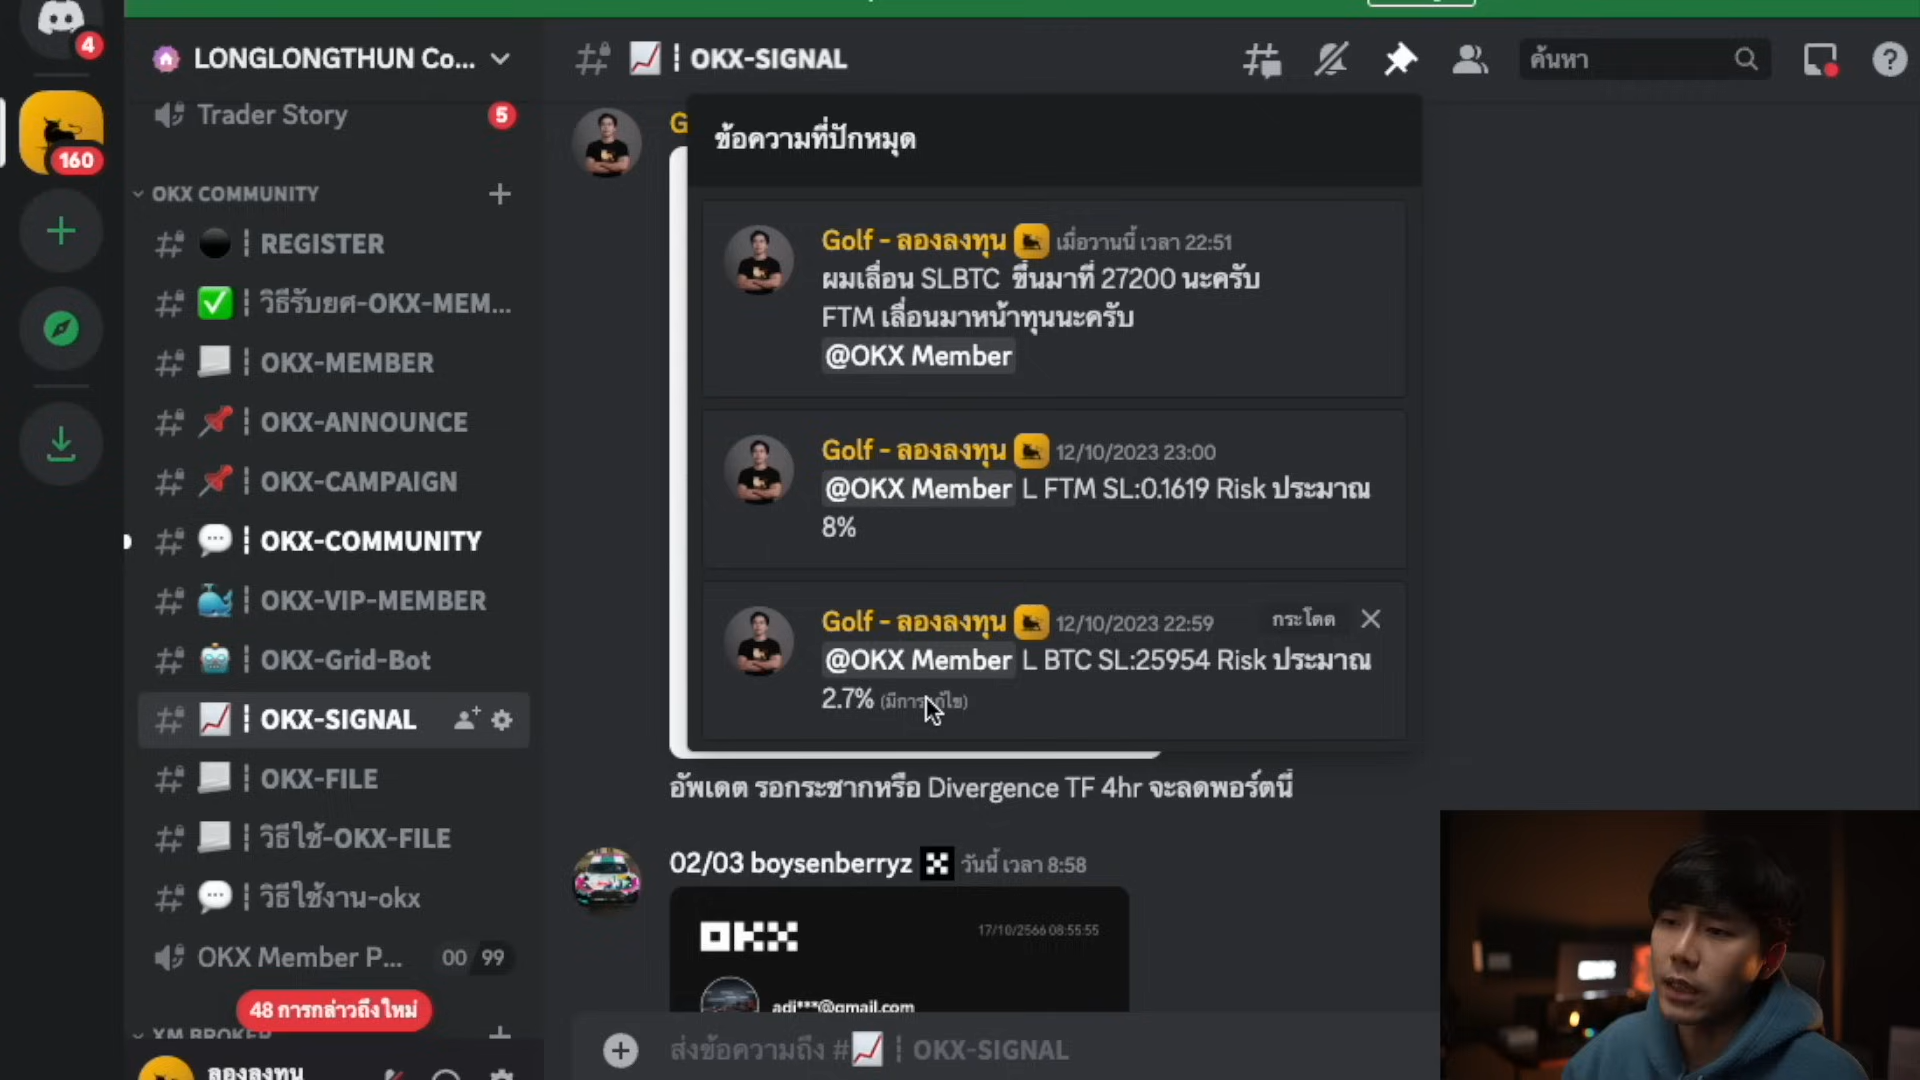 4
LONGLONGTHUN Co...
Trader Story 5
160
OKX COMMUNITY
REGISTER
วิธีรับยศ-OKX-MEM...
OKX-MEMBER
OKX-ANNOUNCE
OKX-CAMPAIGN
OKX-COMMUNITY
OKX-VIP-MEMBER
OKX-Grid-Bot
OKX-SIGNAL
OKX-FILE
วิธีใช้-OKX-FILE
วิธีใช้งาน-okx
OKX Member P... 00 99
48 การกล่าวถึงใหม่
XM BROKER
ลองลงทุน
OKX-SIGNAL
ค้นหา
G
ข้อความที่ปักหมุด
Golf - ลองลงทุน เมื่อวานนี้ เวลา 22:51
ผมเลื่อน SLBTC ขึ้นมาที่ 27200 นะครับ
FTM เลื่อนมาหน้าทุนนะครับ
@OKX Member
Golf - ลองลงทุน 12/10/2023 23:00
@OKX Member L FTM SL:0.1619 Risk ประมาณ
8%
Golf - ลองลงทุน 12/10/2023 22:59 กระโดด
@OKX Member L BTC SL:25954 Risk ประมาณ
2.7% (มีการแก้ไข)
อัพเดต รอกระชากหรือ Divergence TF 4hr จะลดพอร์ตนี้
02/03 boysenberryz วันนี้ เวลา 8:58
OKX 17/10/2566 08:55:55
adi***@gmail.com
ส่งข้อความถึง # OKX-SIGNAL